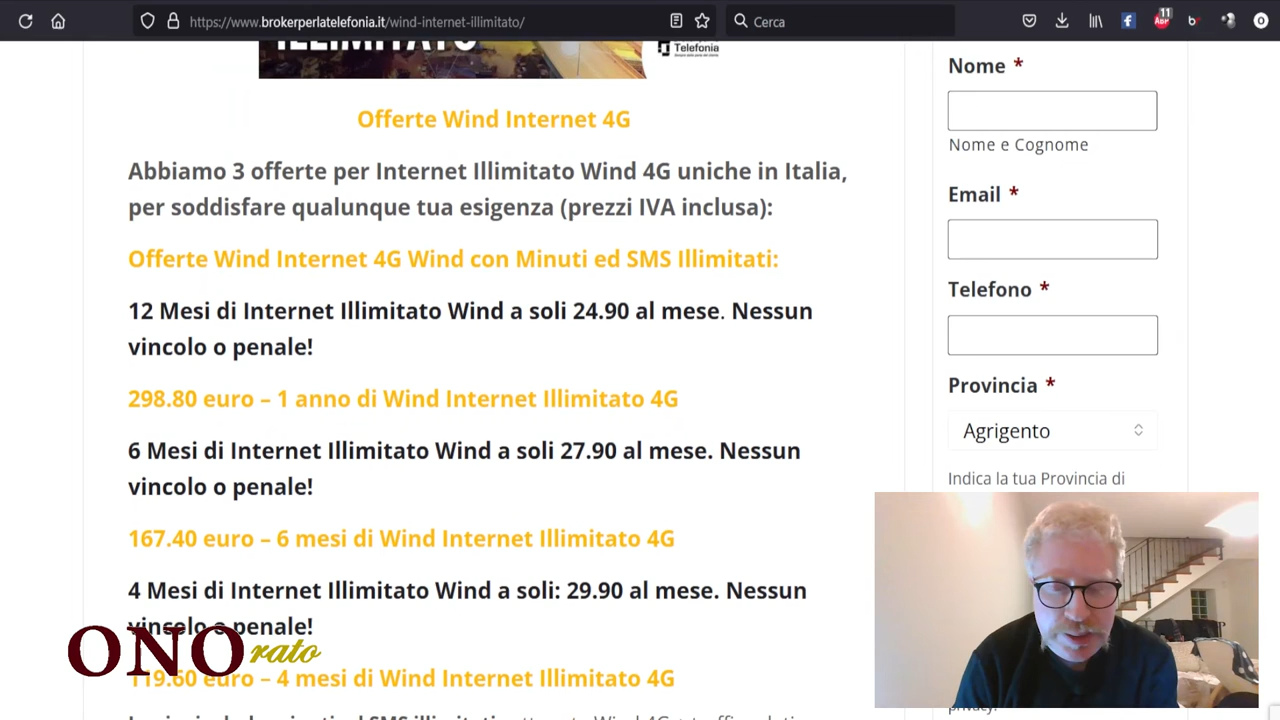 https://www.brokerperlatelefonia.it/wind-internet-illimitato/
Cerca
11
ABP
b
ILLIMITATO
Telefonia
Offerte Wind Internet 4G
Abbiamo 3 offerte per Internet Illimitato Wind 4G uniche in Italia,
per soddisfare qualunque tua esigenza (prezzi IVA inclusa):
Offerte Wind Internet 4G Wind con Minuti ed SMS Illimitati:
12 Mesi di Internet Illimitato Wind a soli 24.90 al mese. Nessun
vincolo o penale!
298.80 euro – 1 anno di Wind Internet Illimitato 4G
6 Mesi di Internet Illimitato Wind a soli 27.90 al mese. Nessun
vincolo o penale!
167.40 euro – 6 mesi di Wind Internet Illimitato 4G
4 Mesi di Internet Illimitato Wind a soli: 29.90 al mese. Nessun
vincolo o penale!
119.60 euro – 4 mesi di Wind Internet Illimitato 4G
ONOrato
Nome *
Nome e Cognome
Email *
Telefono *
Provincia *
Agrigento
Indica la tua Provincia di
privacy.